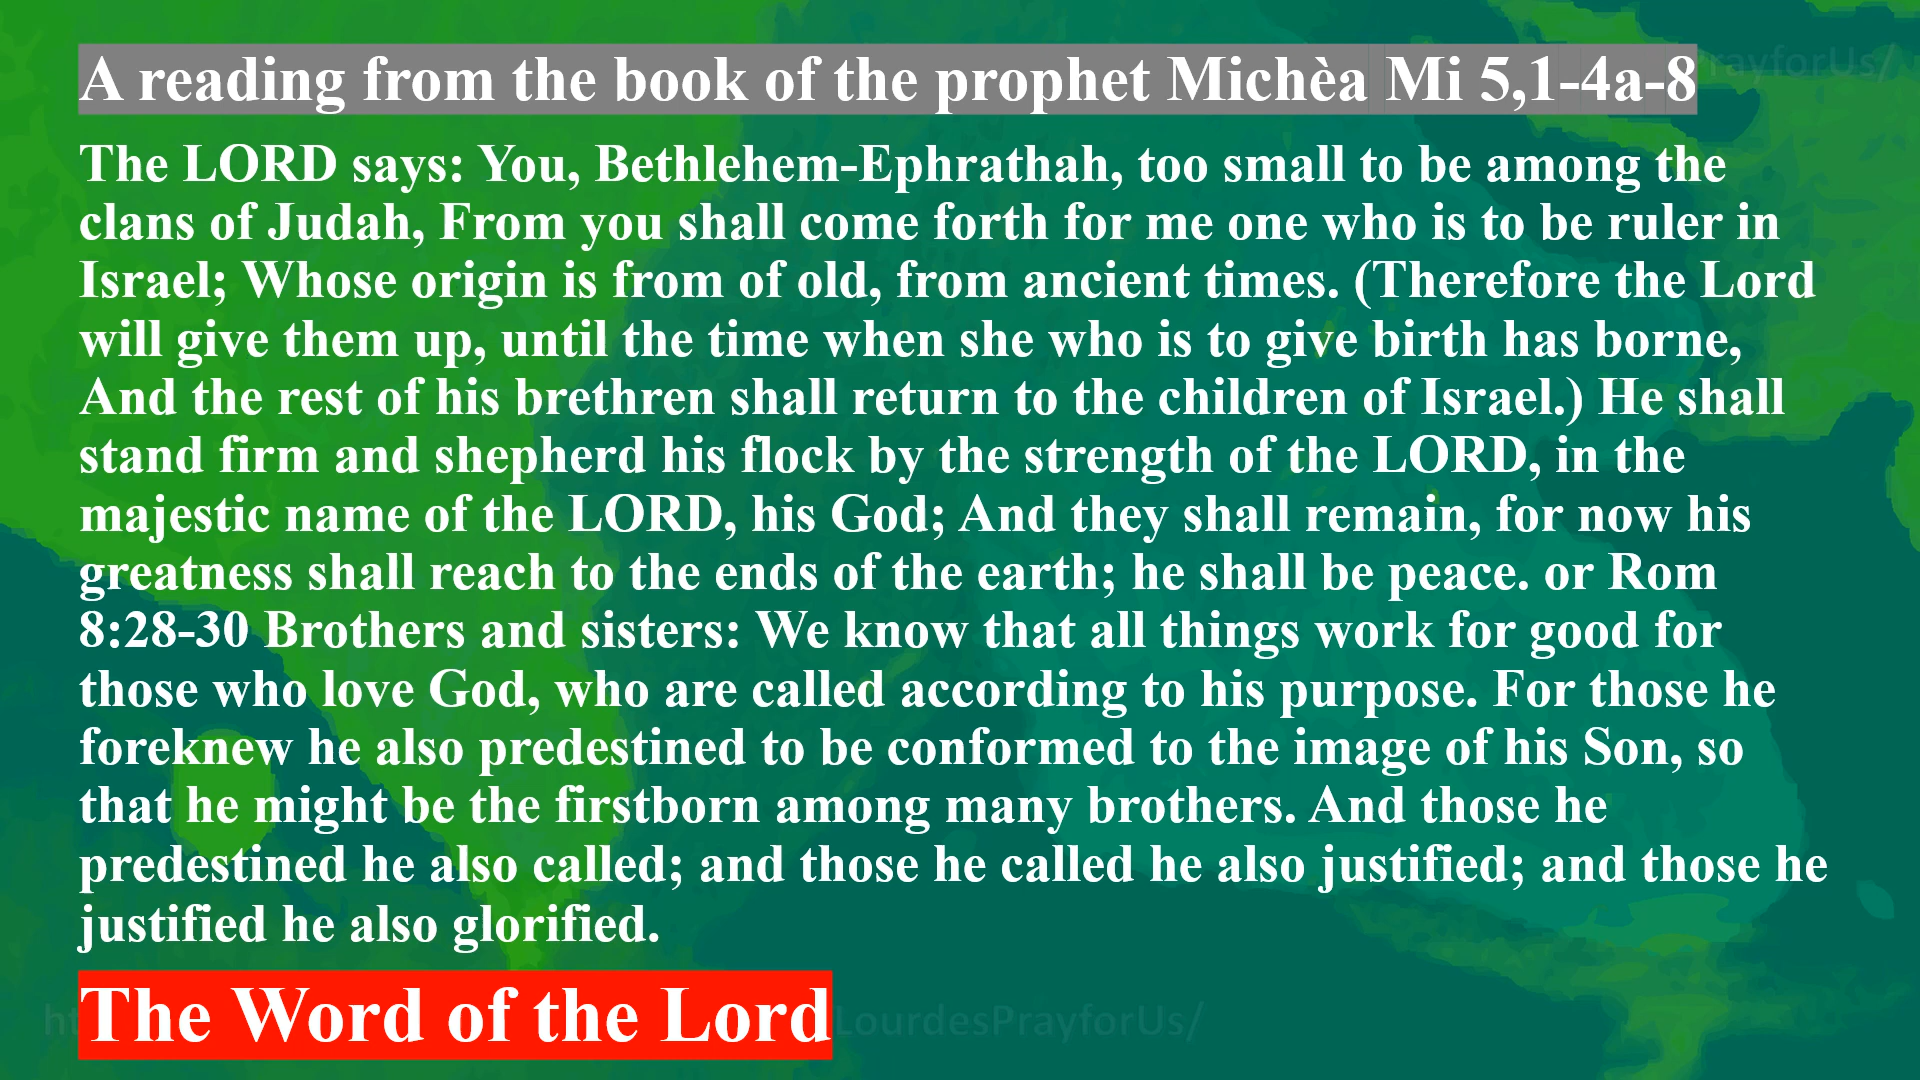 A reading from the book of the prophet Michèa Mi 5,1-4a-8
rayforUs/
The LORD says: You, Bethlehem-Ephrathah, too small to be among the
clans of Judah, From you shall come forth for me one who is to be ruler in
Israel; Whose origin is from of old, from ancient times. (Therefore the Lord
will give them up, until the time when she who is to give birth has borne,
And the rest of his brethren shall return to the children of Israel.) He shall
stand firm and shepherd his flock by the strength of the LORD, in the
majestic name of the LORD, his God; And they shall remain, for now his
greatness shall reach to the ends of the earth; he shall be peace. or Rom
8:28-30 Brothers and sisters: We know that all things work for good for
those who love God, who are called according to his purpose. For those he
foreknew he also predestined to be conformed to the image of his Son, so
that he might be the firstborn among many brothers. And those he
predestined he also called; and those he called he also justified; and those he
justified he also glorified.
The Word of the Lord
LourdesPrayforUs/